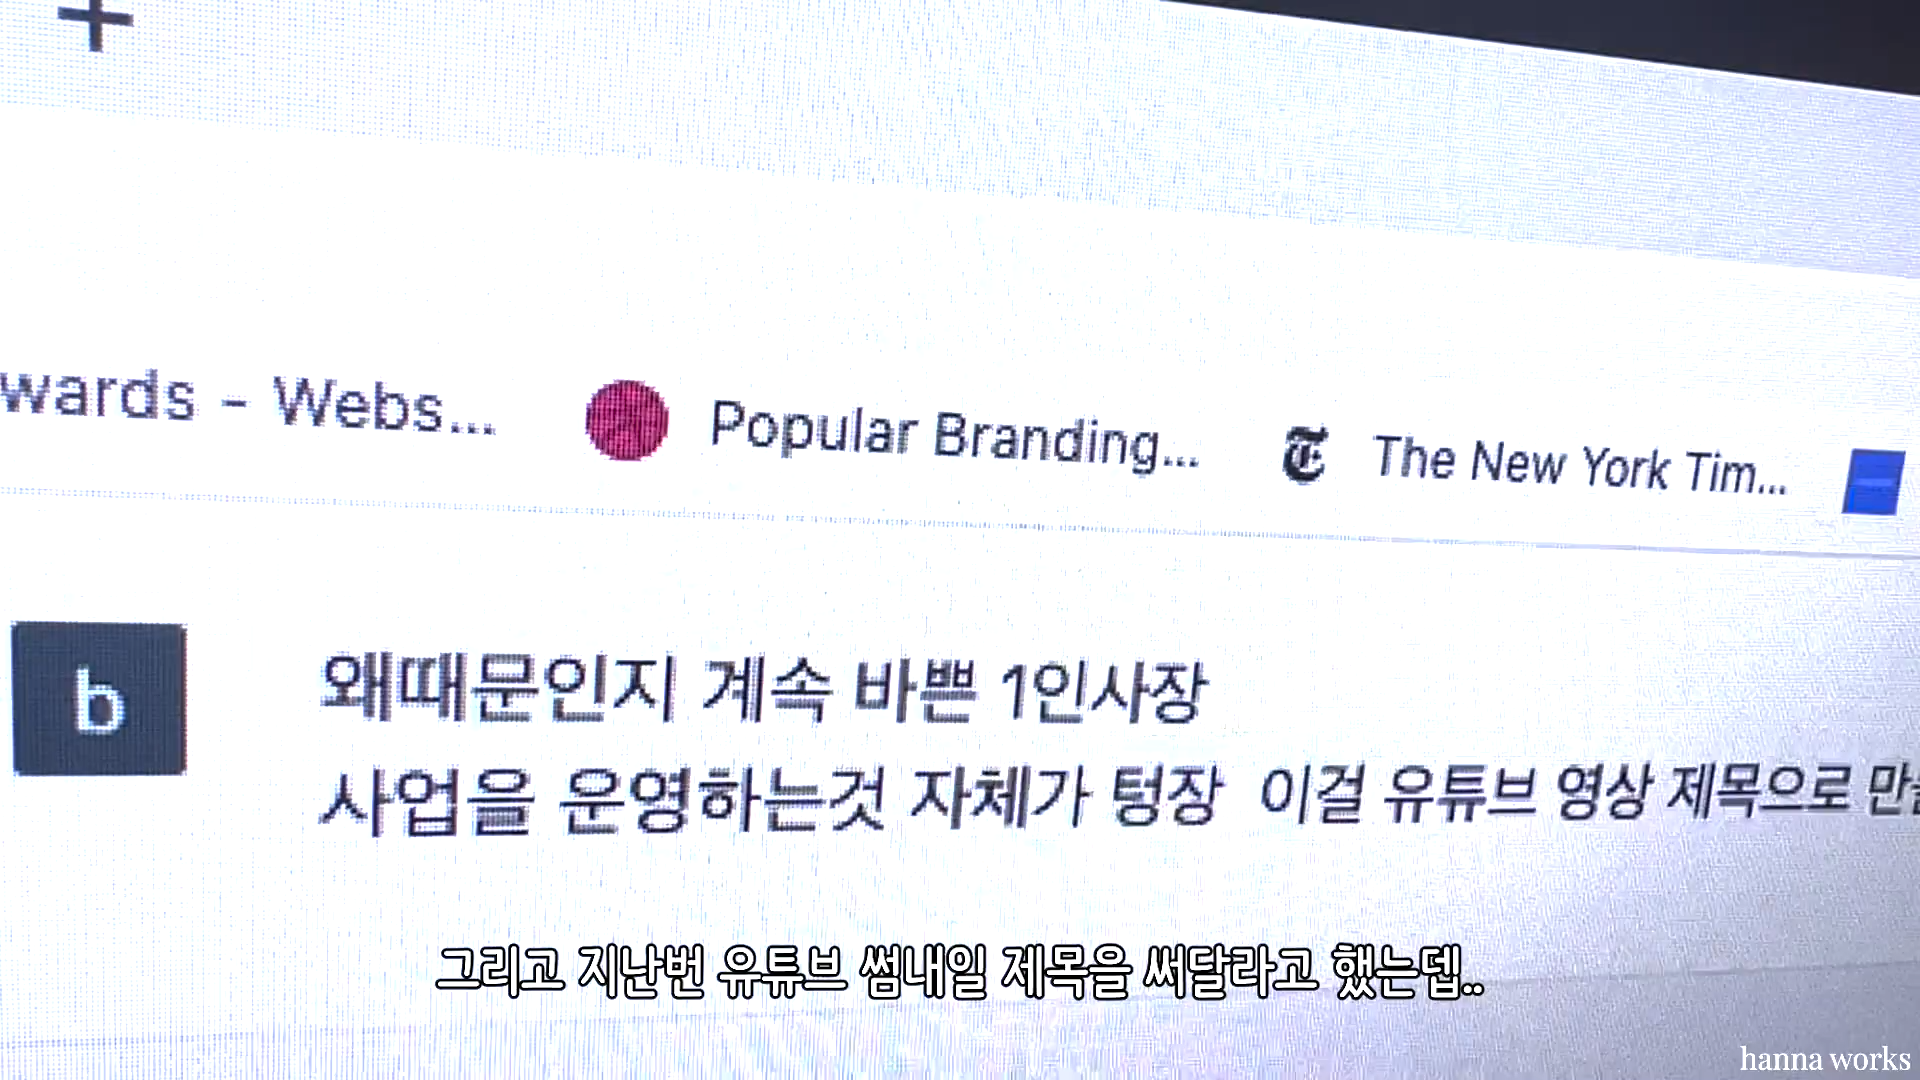 +
wards - Webs...
Popular Branding...
The New York Tim...
b
왜때문인지 계속 바쁜 1인사장
사업을 운영하는것 자체가 텅장 이걸 유튜브 영상 제목으로
그리고 지난번 유튜브 썸내일 제목을 써달라고 했는뎁..
hanna works